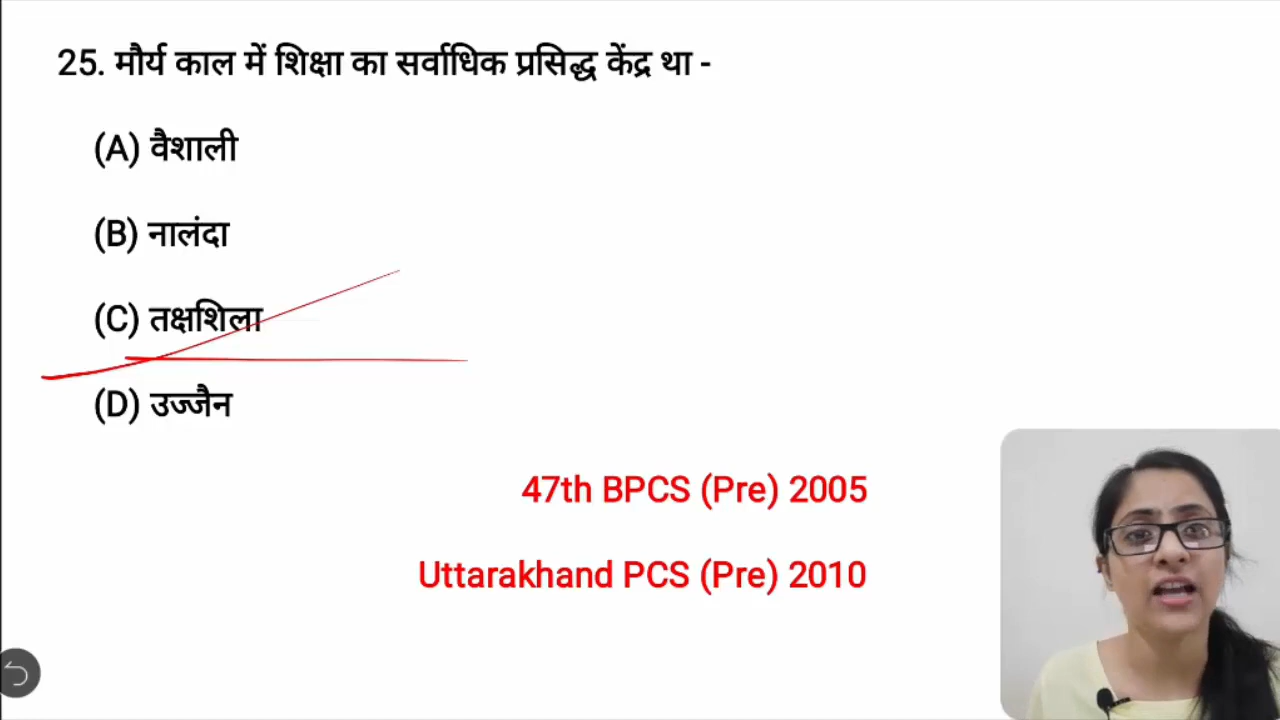 25. मौर्य काल में शिक्षा का सर्वाधिक प्रसिद्ध केंद्र था -
(A) वैशाली
(B) नालंदा
(C) तक्षशिला
(D) उज्जैन
47th BPCS (Pre) 2005
Uttarakhand PCS (Pre) 2010